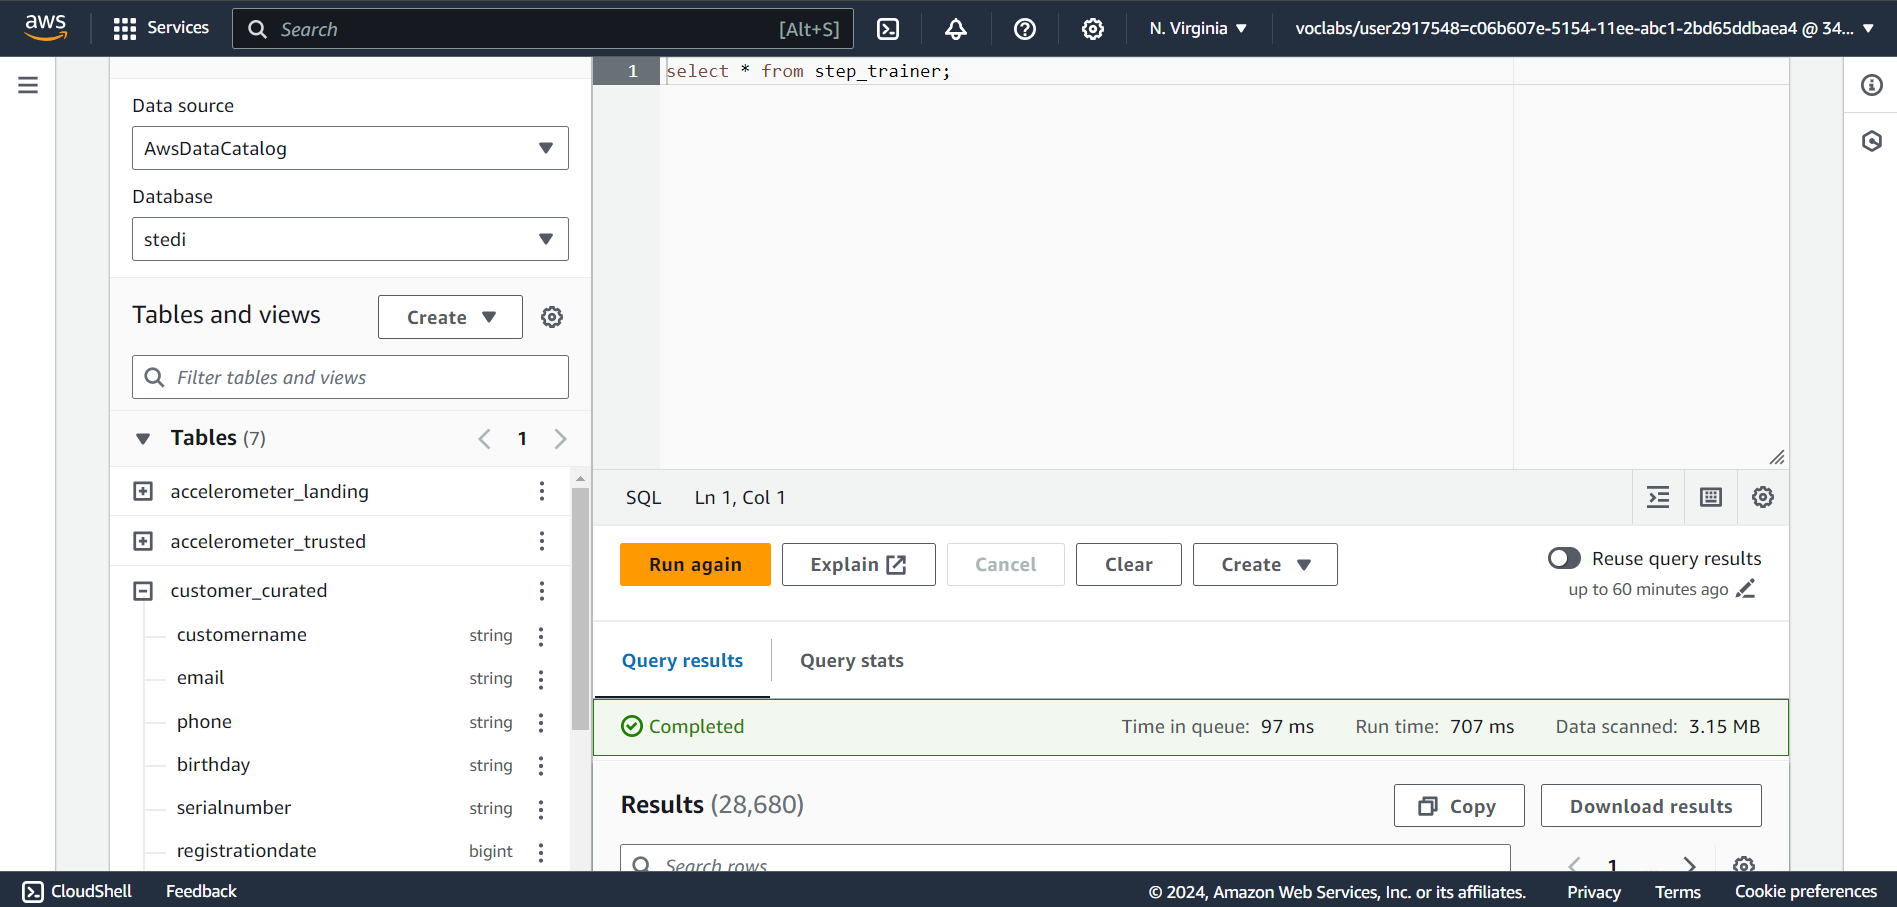 aws
Services
Search
[Alt+S]
N. Virginia
voclabs/user2917548=c06b607e-5154-11ee-abc1-2bd65ddbaea4 @ 34...
Data source
AwsDataCatalog
Database
stedi
Tables and views
Create
Filter tables and views
Tables (7)
1
accelerometer_landing
accelerometer_trusted
customer_curated
customername string
email string
phone string
birthday string
serialnumber string
registrationdate bigint
1 select * from step_trainer;
SQL Ln 1, Col 1
Run again
Explain
Cancel
Clear
Create
Reuse query results
up to 60 minutes ago
Query results
Query stats
Completed
Time in queue: 97 ms
Run time: 707 ms
Data scanned: 3.15 MB
Results (28,680)
Copy
Download results
Search rows
1
CloudShell
Feedback
© 2024, Amazon Web Services, Inc. or its affiliates.
Privacy
Terms
Cookie preferences